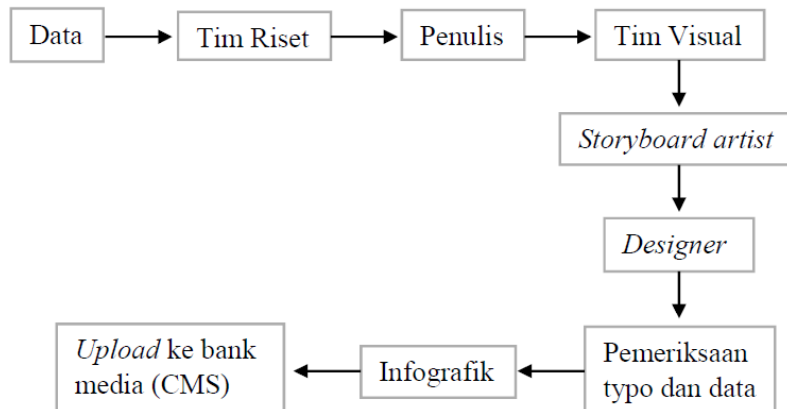 Data
Tim Riset
Penulis
Tim Visual
Storyboard artist
Designer
Pemeriksaan
typo dan data
Infografik
Upload ke bank
media (CMS)